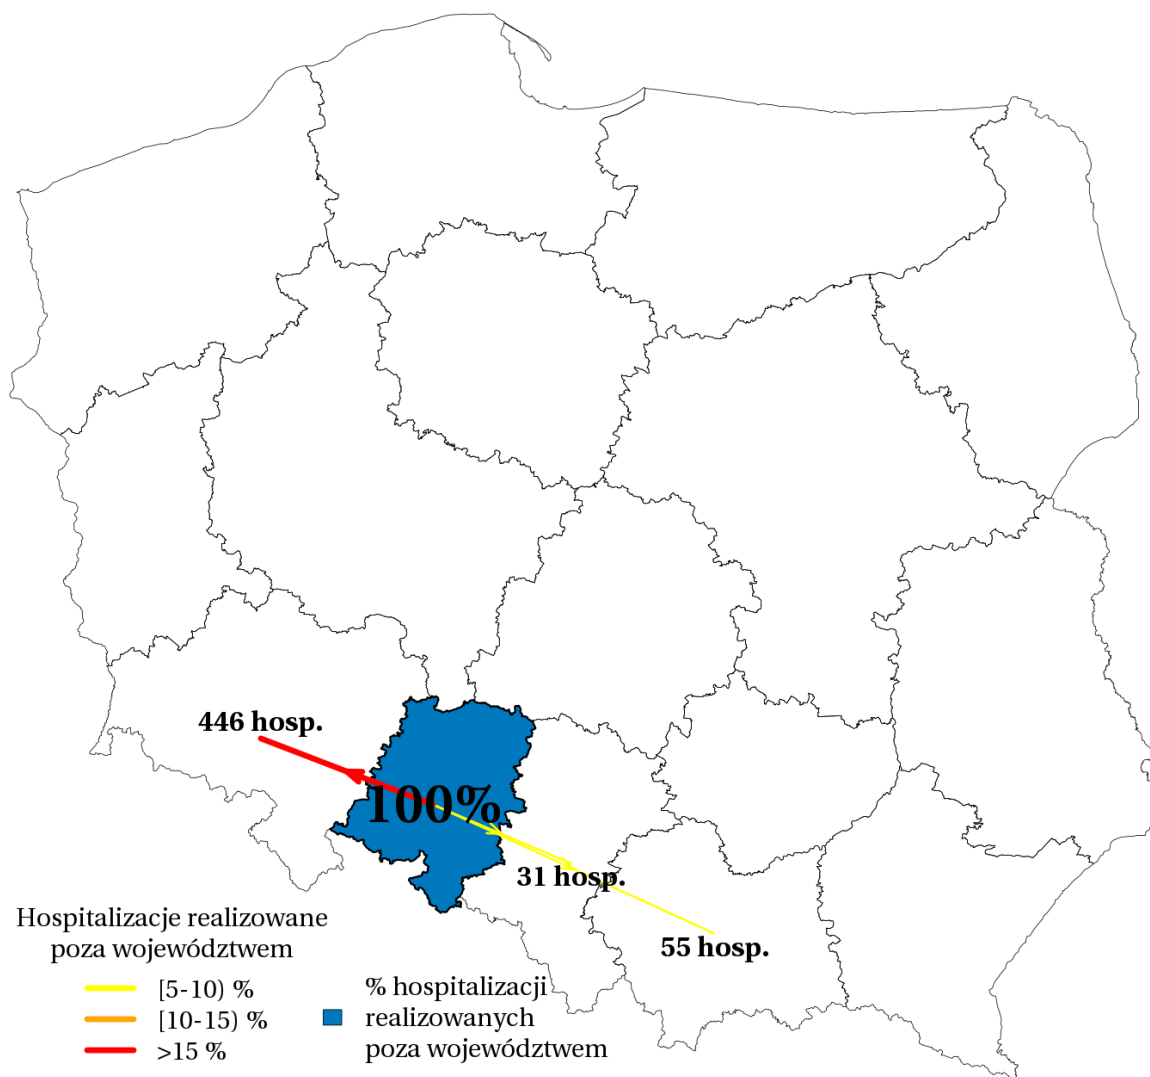 446 hosp.
100%
31 hosp.
55 hosp.
Hospitalizacje realizowane
poza województwem
[5-10) %
[10-15) %
>15 %
% hospitalizacji
realizowanych
poza województwem